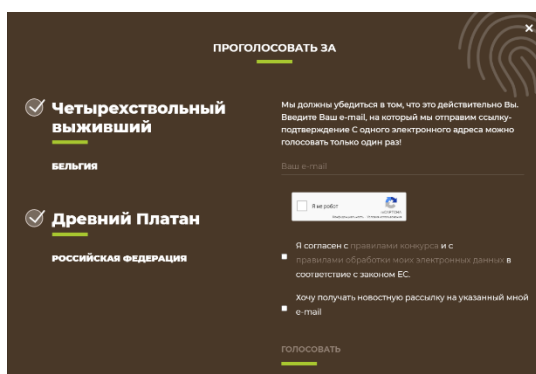 ПРОГОЛОСОВАТЬ ЗА
Четырехствольный
выживший
БЕЛЬГИЯ
Древний Платан
РОССИЙСКАЯ ФЕДЕРАЦИЯ
Мы должны убедиться в том, что это действительно Вы.
Введите Ваш e-mail, на который мы отправим ссылку-
подтверждение С одного электронного адреса можно
голосовать только один раз!
Ваш e-mail
Я не робот
reCAPTCHA
Я согласен с правилами конкурса и с
правилами обработки моих электронных данных в
соответствие с законом ЕС.
Хочу получать новостную рассылку на указанный мной
e-mail
ГОЛОСОВАТЬ